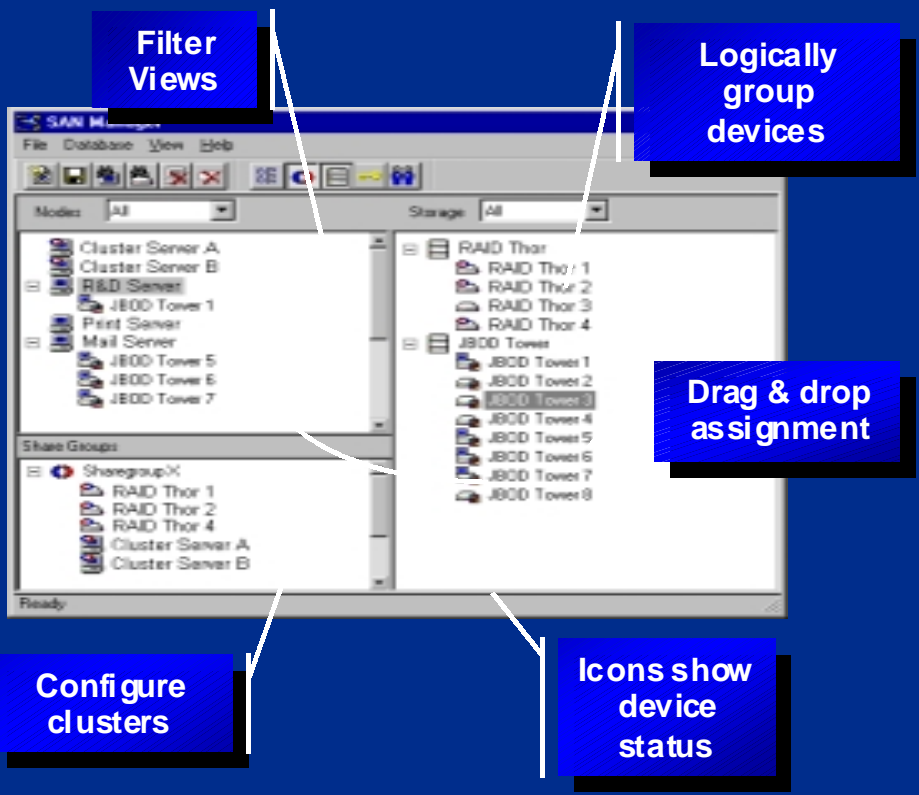 Filter
Views
Logically
group
devices
SAN Manager
File Database View Help
Nodes All
Storage All
Cluster Server A
Cluster Server B
R&D Server
JBOD Tower 1
Print Server
Mail Server
JBOD Tower 5
JBOD Tower 6
JBOD Tower 7
RAID Thor
RAID Thor 1
RAID Thor 2
RAID Thor 3
RAID Thor 4
JBOD Tower
JBOD Tower 1
JBOD Tower 2
JBOD Tower 3
JBOD Tower 4
JBOD Tower 5
JBOD Tower 6
JBOD Tower 7
JBOD Tower 8
Drag & drop
assignment
Share Groups
SharegroupX
RAID Thor 1
RAID Thor 2
RAID Thor 4
Cluster Server A
Cluster Server B
Ready
Configure
clusters
Icons show
device
status